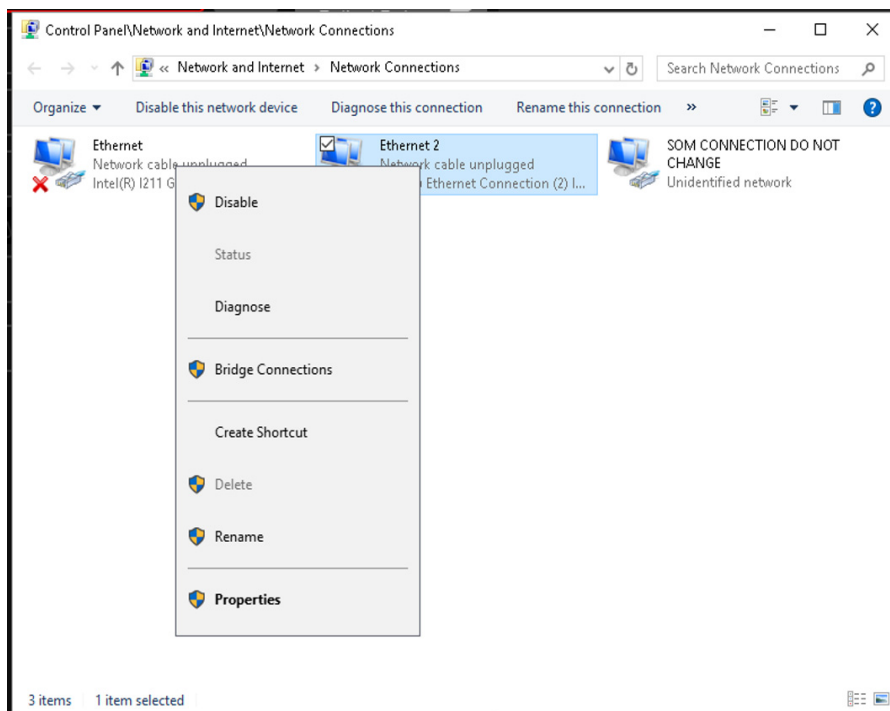 Control Panel\Network and Internet\Network Connections
« Network and Internet › Network Connections
Search Network Connections
Organize
Disable this network device
Diagnose this connection
Rename this connection
»
Ethernet
Network cable unplugged
Intel(R) I211 G
Ethernet 2
Network cable unplugged
Ethernet Connection (2) I...
SOM CONNECTION DO NOT
CHANGE
Unidentified network
Disable
Status
Diagnose
Bridge Connections
Create Shortcut
Delete
Rename
Properties
3 items
1 item selected